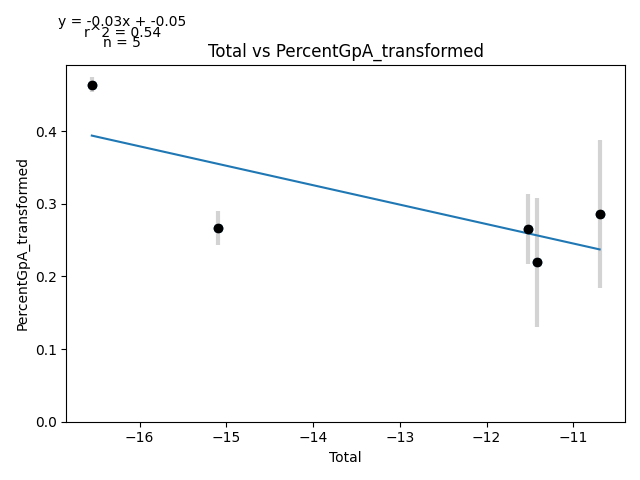 y = -0.03x + -0.05
r^2 = 0.54
n = 5
Total vs PercentGpA_transformed
PercentGpA_transformed
0.4
0.3
0.2
0.1
0.0
−16
−15
−14
−13
−12
−11
Total